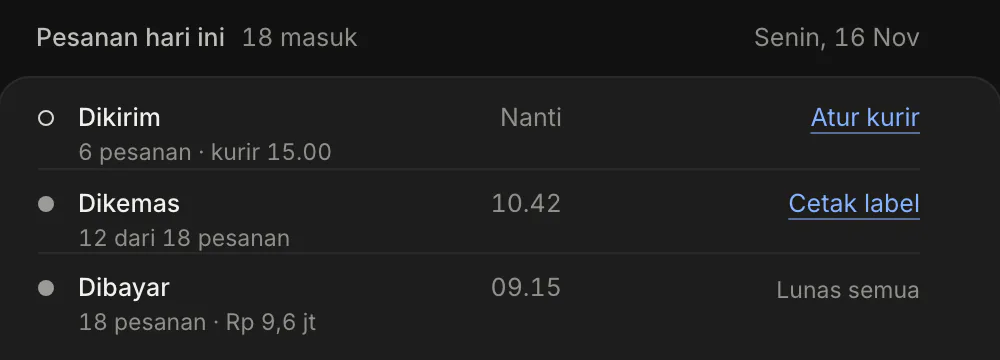 Pesanan hari ini 18 masuk Senin, 16 Nov
Dikirim Nanti Atur kurir
6 pesanan · kurir 15.00
Dikemas 10.42 Cetak label
12 dari 18 pesanan
Dibayar 09.15 Lunas semua
18 pesanan · Rp 9,6 jt